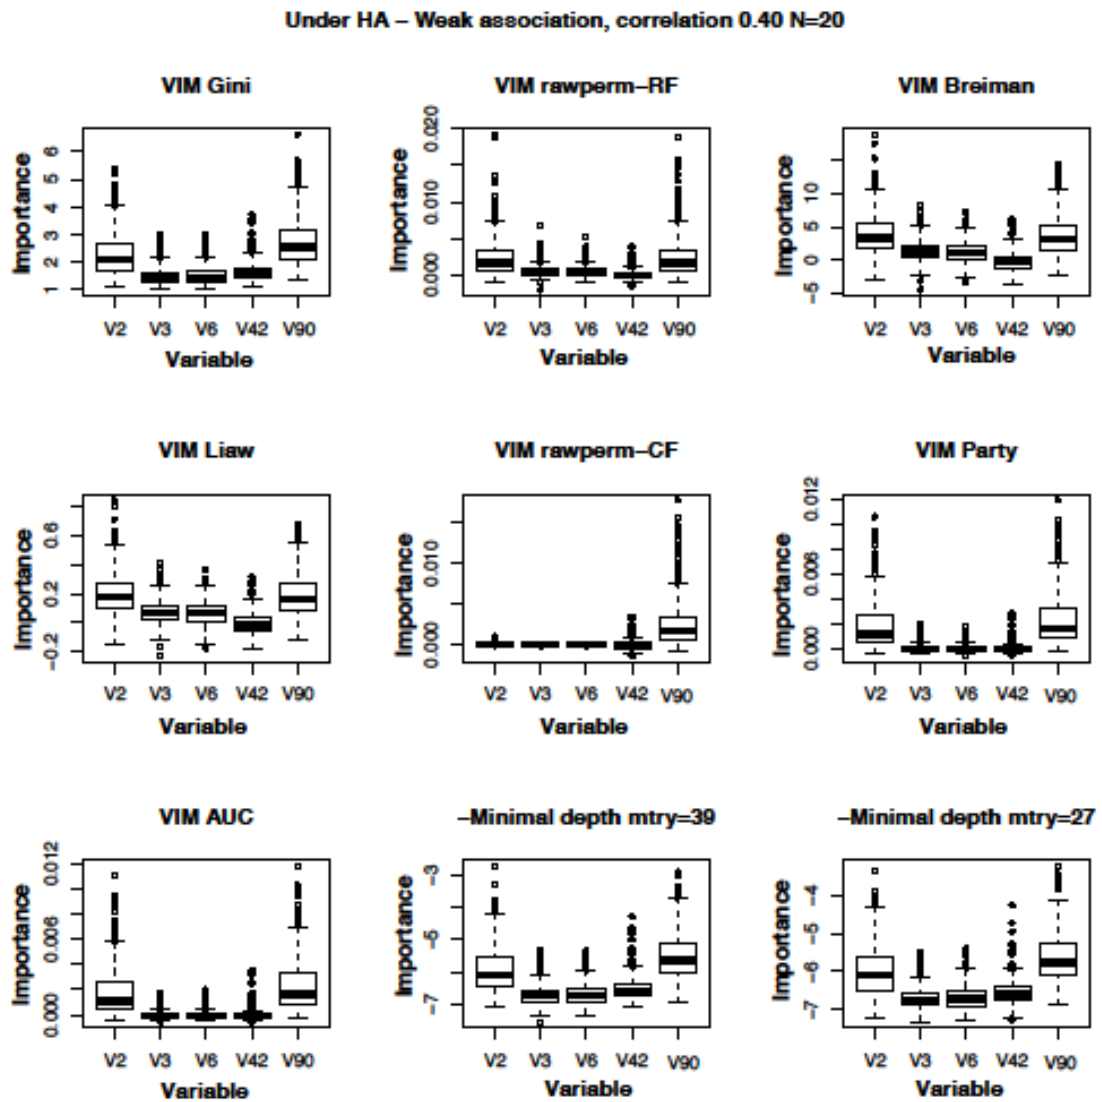 Under HA – Weak association, correlation 0.40 N=20
VIM Gini
VIM rawperm–RF
VIM Breiman
Importance
1
2
3
4
5
6
V2 V3 V6 V42 V90
Variable
Importance
0.000
0.010
0.020
V2 V3 V6 V42 V90
Variable
Importance
–5
0
5
10
V2 V3 V6 V42 V90
Variable
VIM Liaw
VIM rawperm–CF
VIM Party
Importance
–0.2
0.2
0.6
V2 V3 V6 V42 V90
Variable
Importance
0.000
0.010
V2 V3 V6 V42 V90
Variable
Importance
0.000
0.006
0.012
V2 V3 V6 V42 V90
Variable
VIM AUC
–Minimal depth mtry=39
–Minimal depth mtry=27
Importance
0.000
0.006
0.012
V2 V3 V6 V42 V90
Variable
Importance
–7
–5
–3
V2 V3 V6 V42 V90
Variable
Importance
–7
–6
–5
–4
V2 V3 V6 V42 V90
Variable